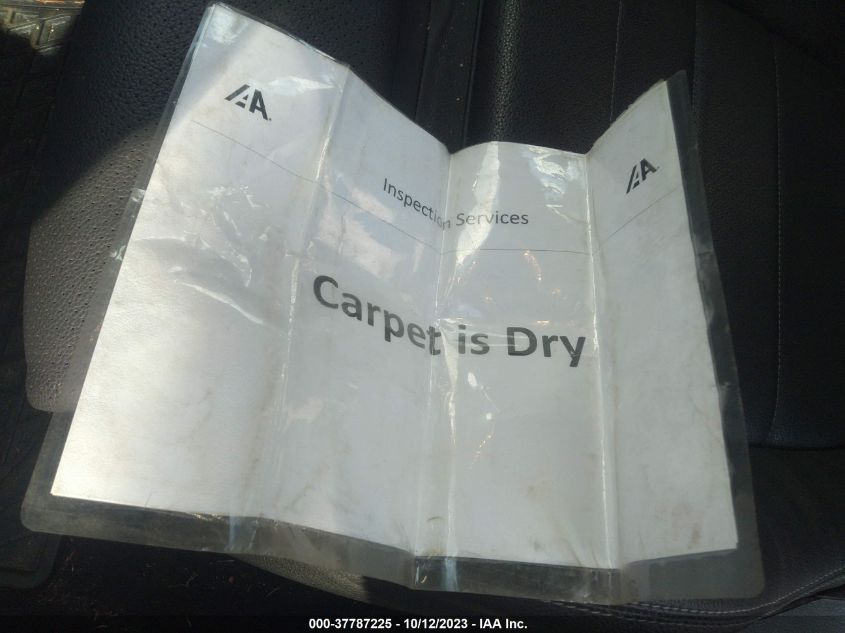 IAA
IAA
Inspection Services
Carpet is Dry
000-37787225 - 10/12/2023 - IAA Inc.